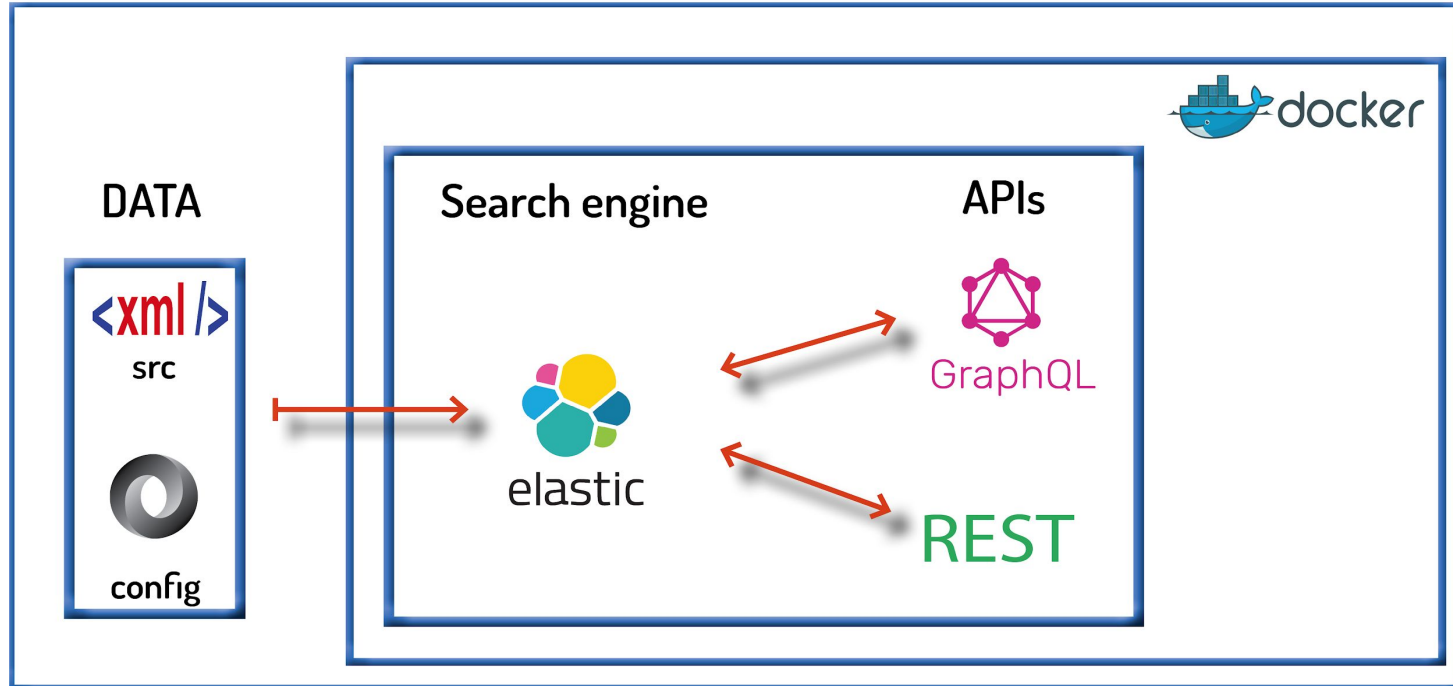 docker
DATA
Search engine
APIs
<xml/>
src
GraphQL
elastic
REST
config